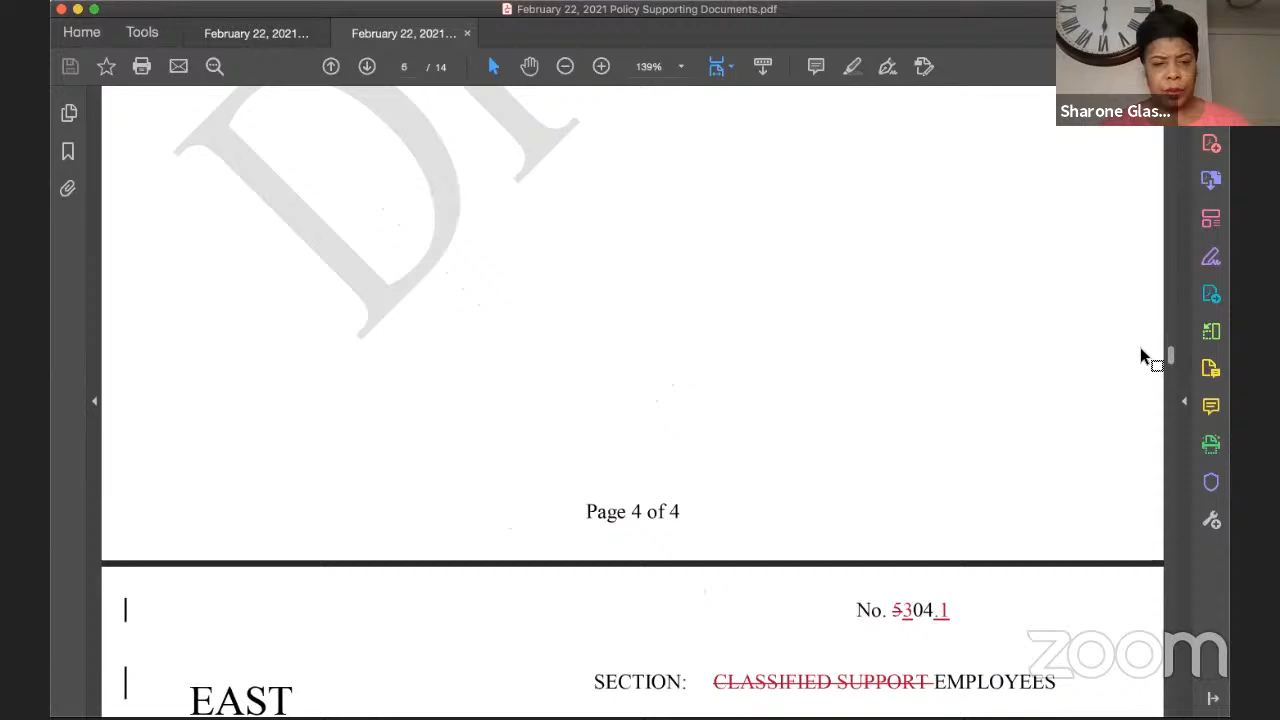 February 22, 2021 Policy Supporting Documents.pdf
Home
Tools
February 22, 2021...
February 22, 2021... ×
6 / 14
139%
Sharone Glas...
Page 4 of 4
No. 5304.1
SECTION: CLASSIFIED SUPPORT EMPLOYEES
EAST
zoom